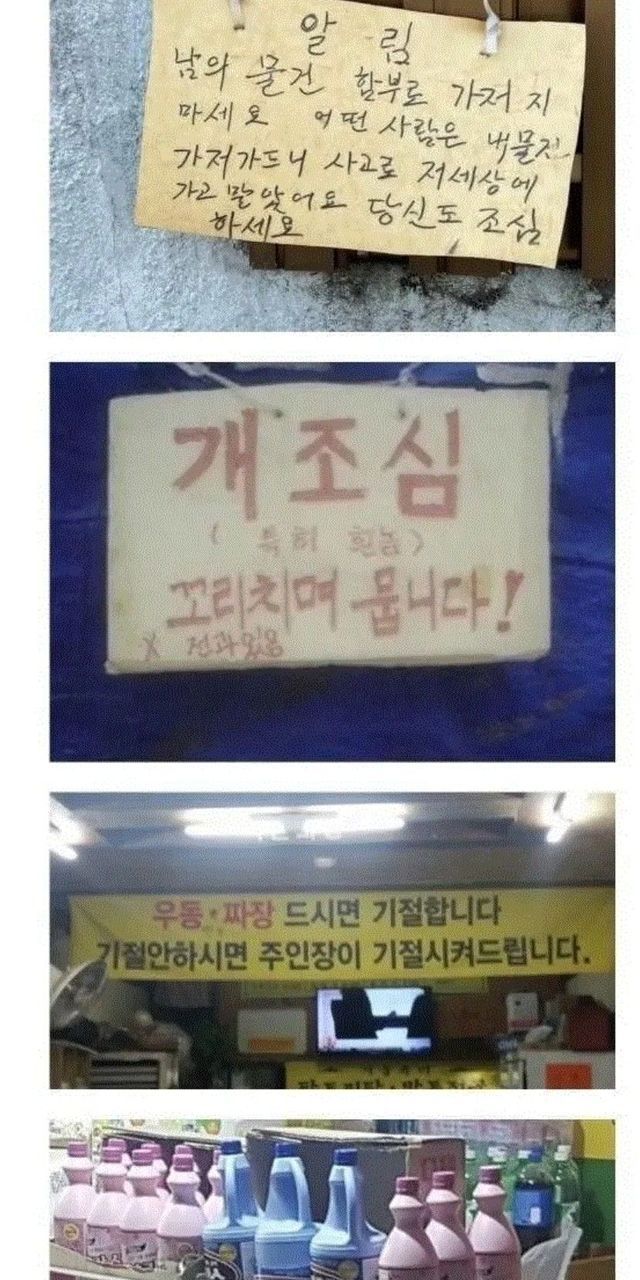 알 림
남의 물건 함부로 가저 지
마세요 어떤 사람은 내물건
가저가드니 사고로 저세상에
가고 말았어요 당신도 조심
하세요
개조심
( 특히 흰놈 )
꼬리치며 뭅니다!
X 전과있음
우동·짜장 드시면 기절합니다
기절안하시면 주인장이 기절시켜드립니다.